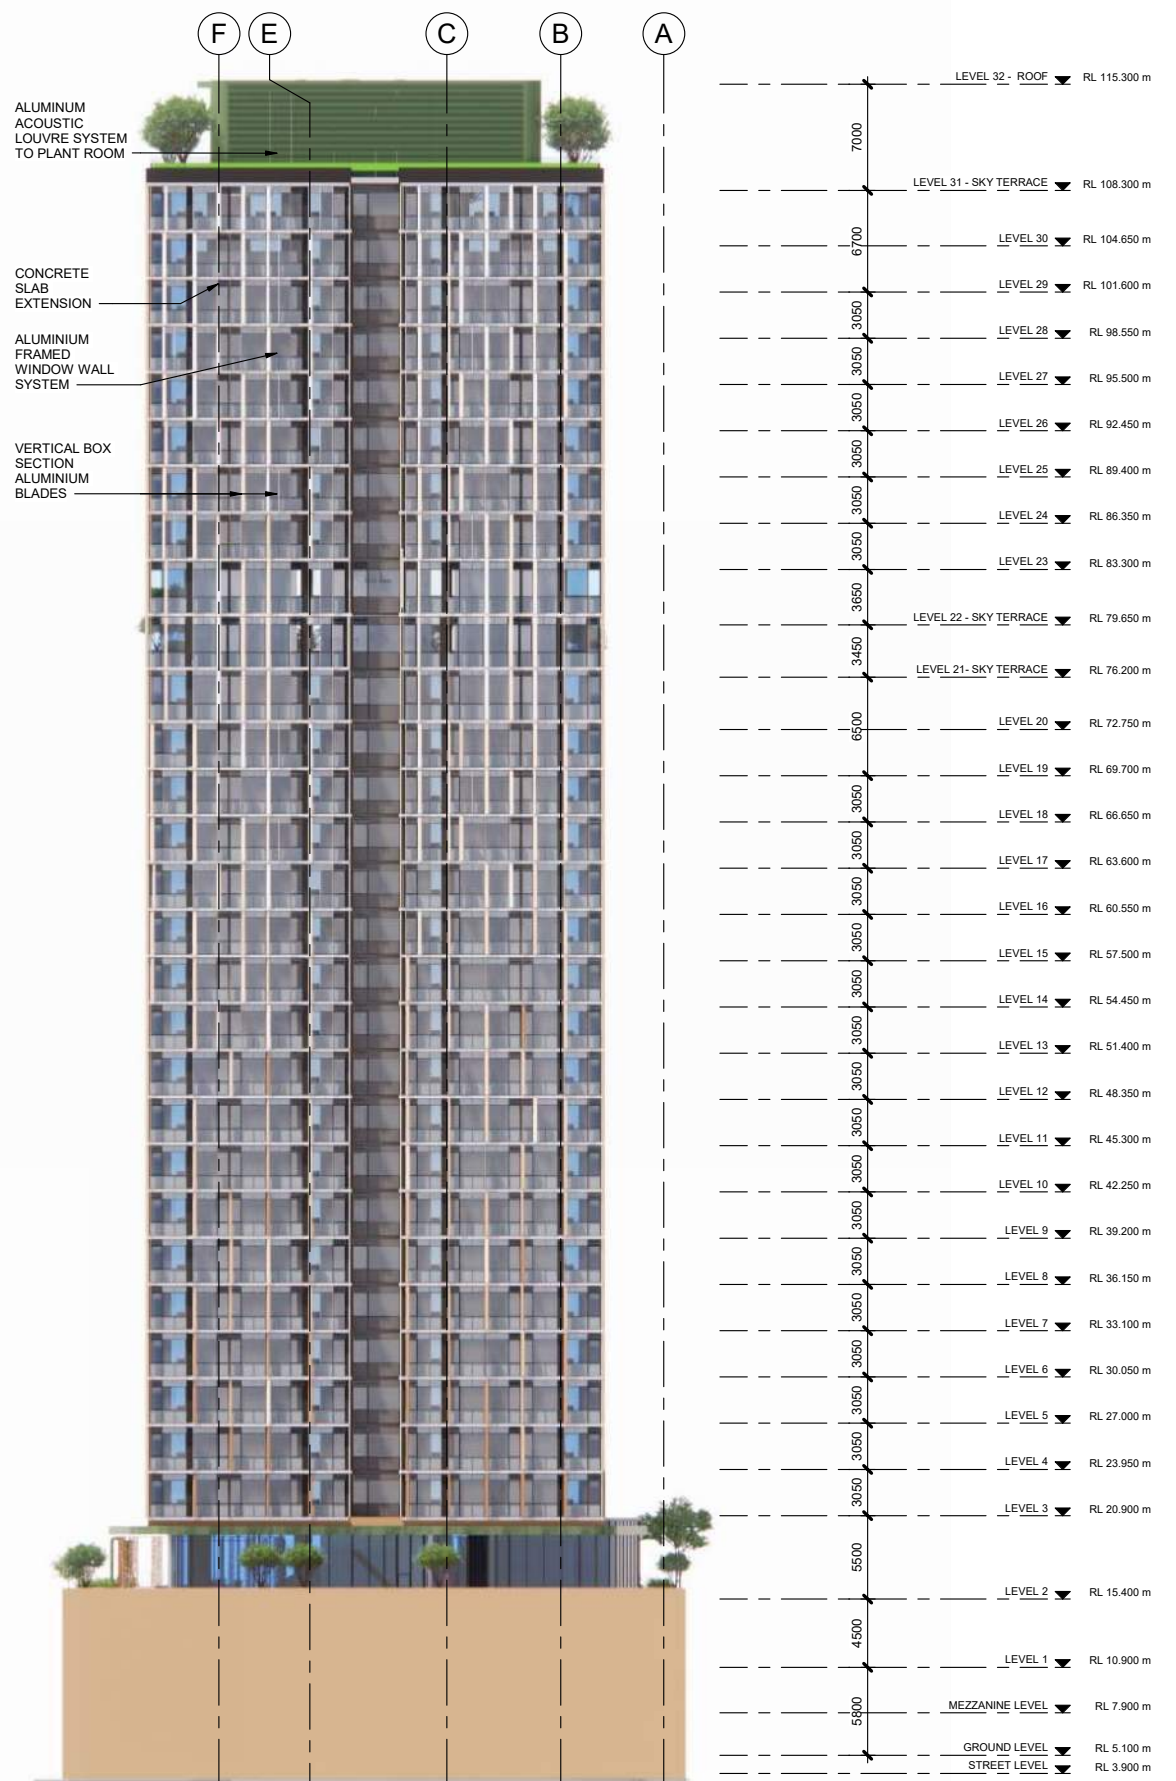 F E C B A
LEVEL 32 - ROOF RL 115.300 m
ALUMINUM
ACOUSTIC
LOUVRE SYSTEM
TO PLANT ROOM
7000
LEVEL 31 - SKY TERRACE RL 108.300 m
6700
LEVEL 30 RL 104.650 m
CONCRETE
SLAB
EXTENSION
LEVEL 29 RL 101.600 m
3050
LEVEL 28 RL 98.550 m
ALUMINIUM
FRAMED
WINDOW WALL
SYSTEM
3050
LEVEL 27 RL 95.500 m
3050
LEVEL 26 RL 92.450 m
VERTICAL BOX
SECTION
ALUMINIUM
BLADES
3050
LEVEL 25 RL 89.400 m
3050
LEVEL 24 RL 86.350 m
3050
LEVEL 23 RL 83.300 m
3650
LEVEL 22 - SKY TERRACE RL 79.650 m
3450
LEVEL 21- SKY TERRACE RL 76.200 m
6500
LEVEL 20 RL 72.750 m
LEVEL 19 RL 69.700 m
3050
LEVEL 18 RL 66.650 m
3050
LEVEL 17 RL 63.600 m
3050
LEVEL 16 RL 60.550 m
3050
LEVEL 15 RL 57.500 m
3050
LEVEL 14 RL 54.450 m
3050
LEVEL 13 RL 51.400 m
3050
LEVEL 12 RL 48.350 m
3050
LEVEL 11 RL 45.300 m
3050
LEVEL 10 RL 42.250 m
3050
LEVEL 9 RL 39.200 m
3050
LEVEL 8 RL 36.150 m
3050
LEVEL 7 RL 33.100 m
3050
LEVEL 6 RL 30.050 m
3050
LEVEL 5 RL 27.000 m
3050
LEVEL 4 RL 23.950 m
3050
LEVEL 3 RL 20.900 m
5500
LEVEL 2 RL 15.400 m
4500
LEVEL 1 RL 10.900 m
5800
MEZZANINE LEVEL RL 7.900 m
GROUND LEVEL RL 5.100 m
STREET LEVEL RL 3.900 m